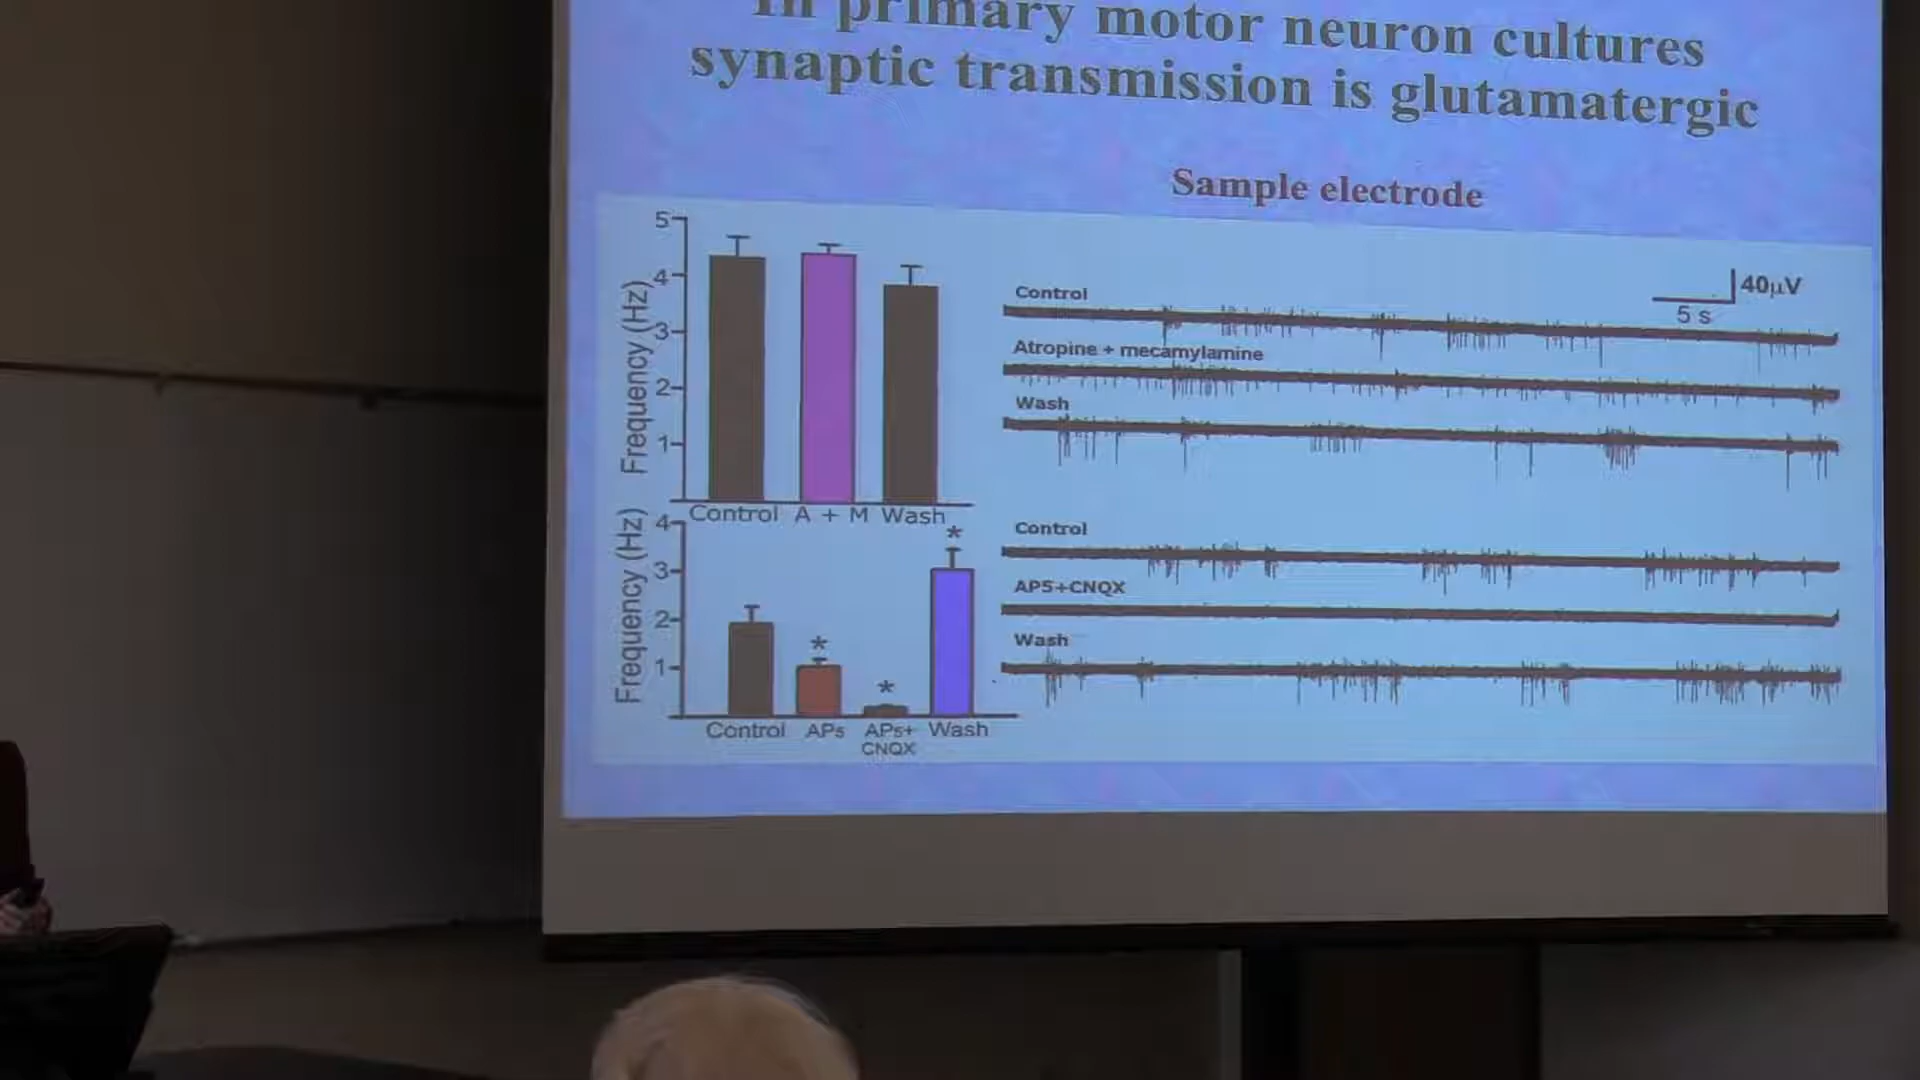 In primary motor neuron cultures
synaptic transmission is glutamatergic
Sample electrode
5
4
3
2
1
Frequency (Hz)
Control A + M Wash
4
3
2
1
Frequency (Hz)
*
*
*
Control AP5 AP5+ Wash
CNQX
40µV
5 s
Control
Atropine + mecamylamine
Wash
Control
AP5+CNQX
Wash